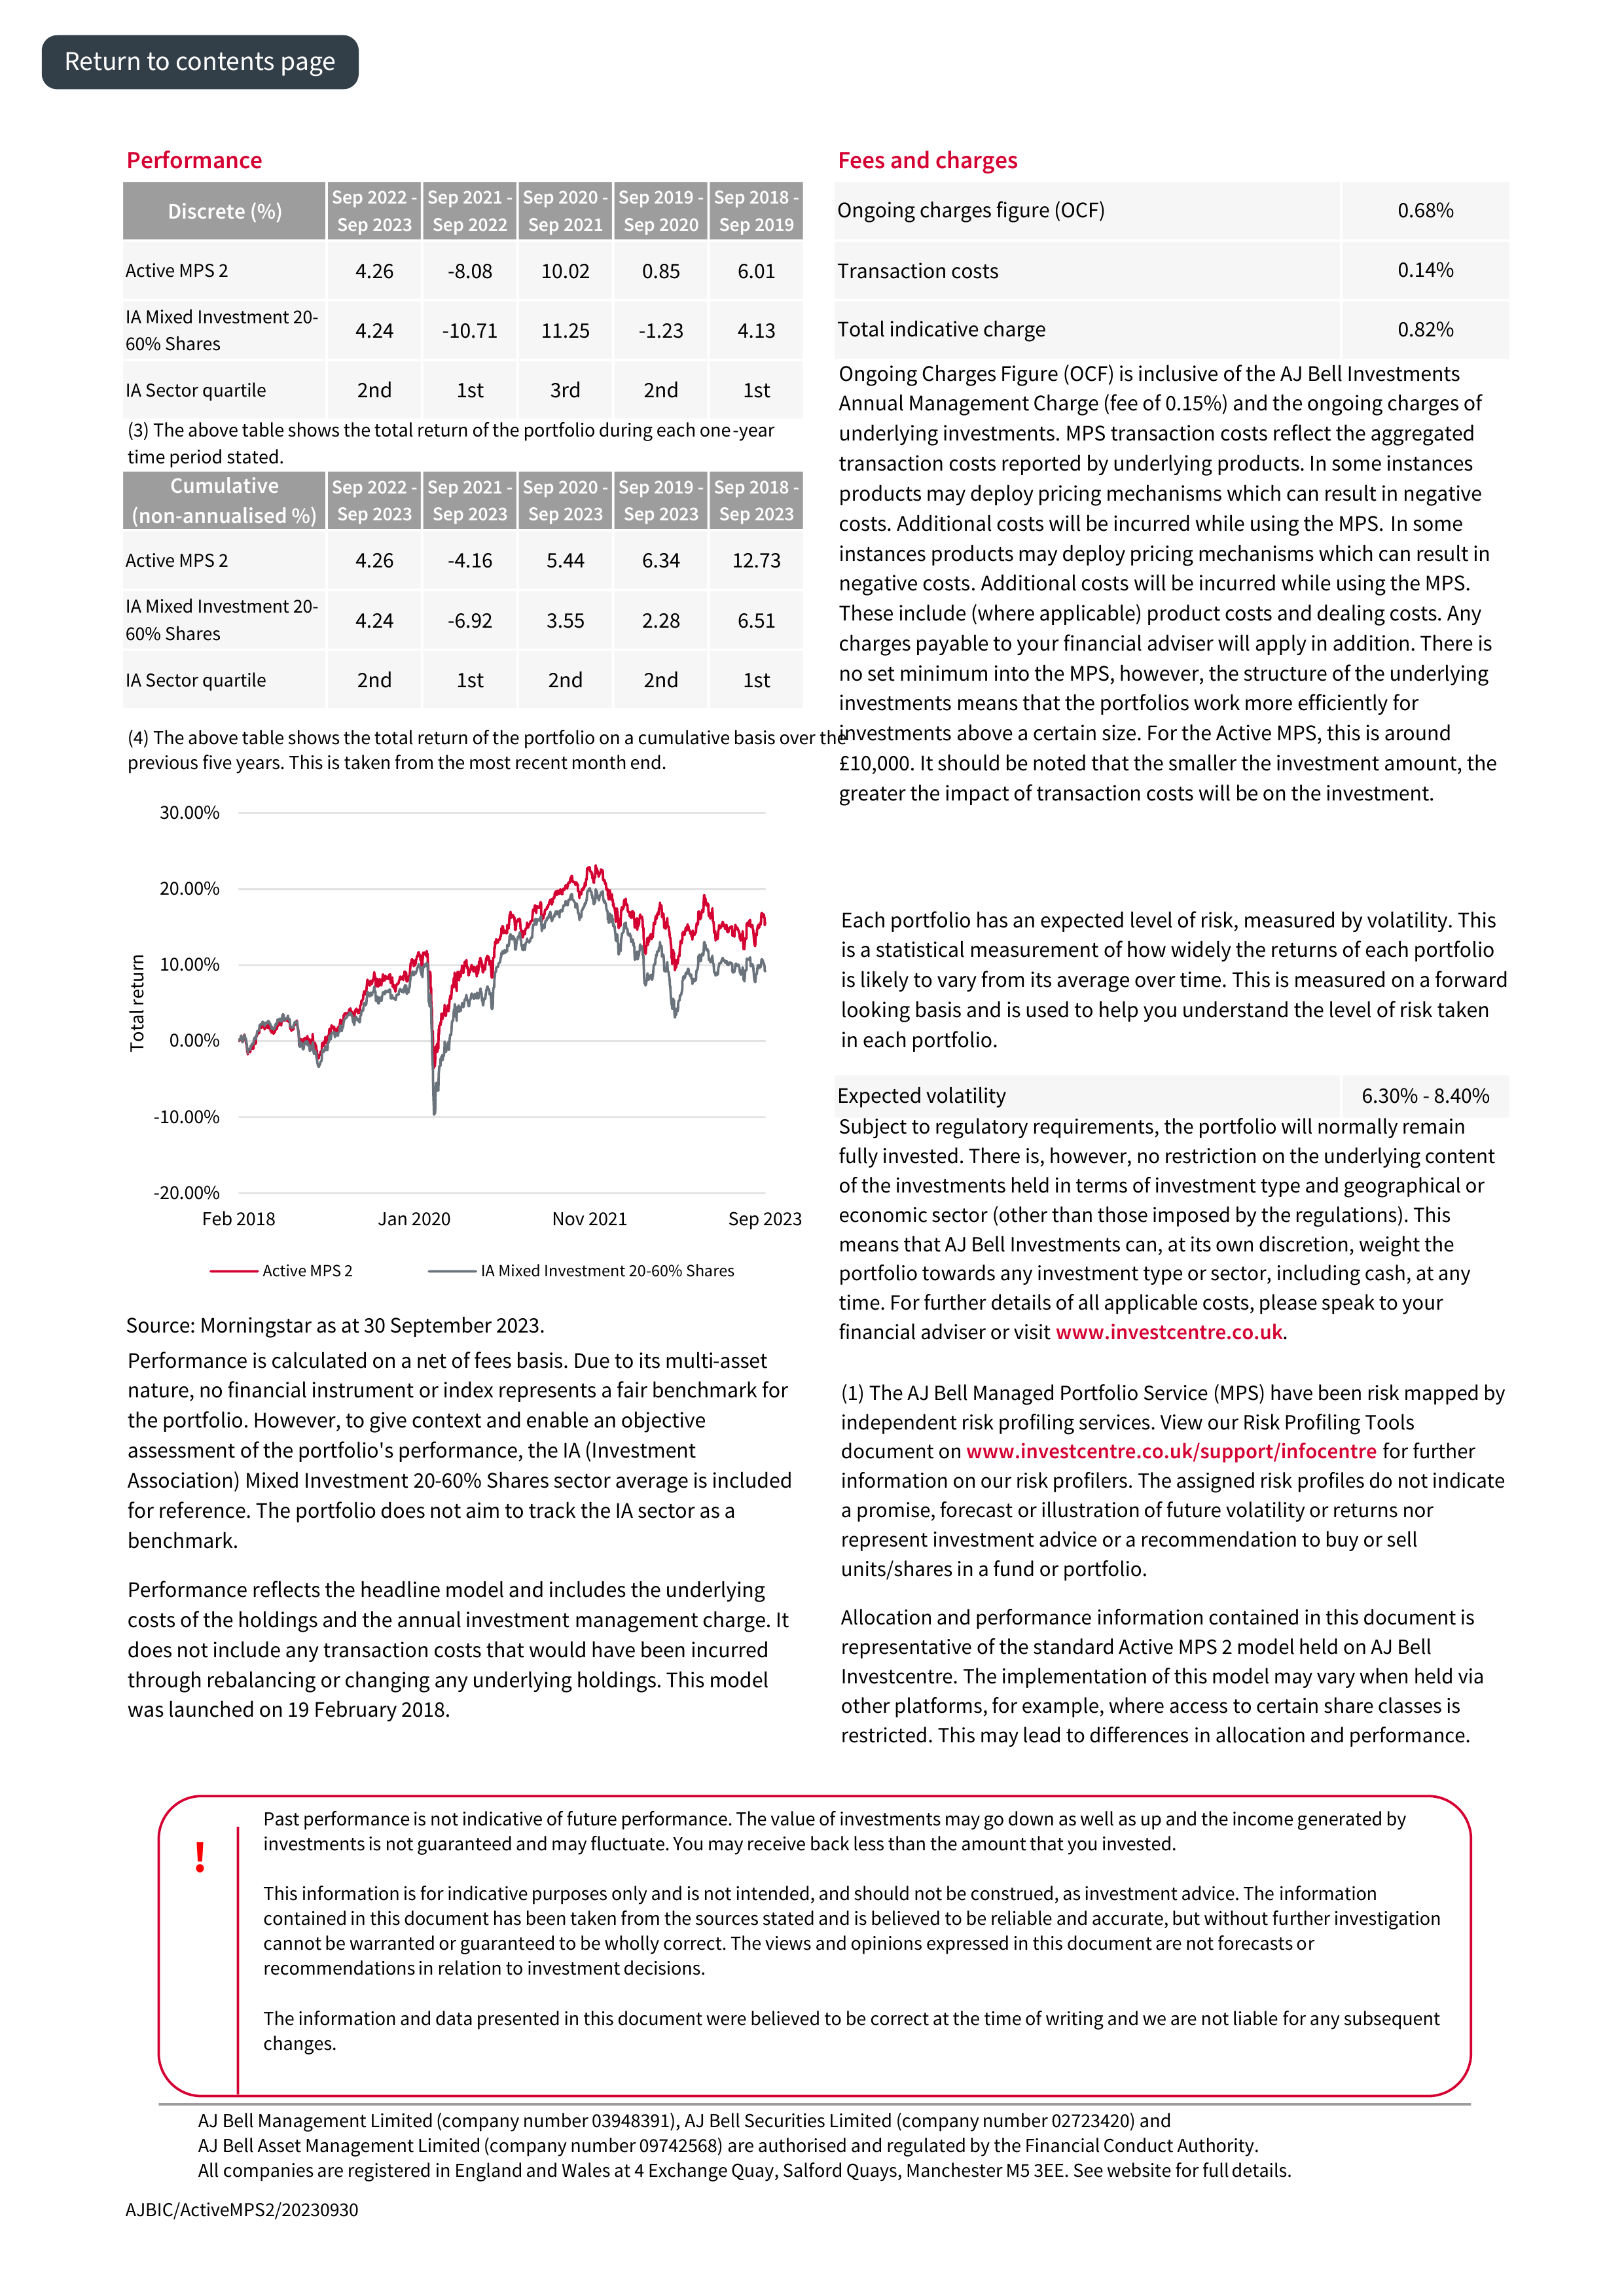 Return to contents page
Performance
Discrete (%) Sep 2022 - Sep 2023 Sep 2021 - Sep 2022 Sep 2020 - Sep 2021 Sep 2019 - Sep 2020 Sep 2018 - Sep 2019
Active MPS 2 4.26 -8.08 10.02 0.85 6.01
IA Mixed Investment 20-60% Shares 4.24 -10.71 11.25 -1.23 4.13
IA Sector quartile 2nd 1st 3rd 2nd 1st
(3) The above table shows the total return of the portfolio during each one-year
time period stated.
Cumulative (non-annualised %) Sep 2022 - Sep 2023 Sep 2021 - Sep 2023 Sep 2020 - Sep 2023 Sep 2019 - Sep 2023 Sep 2018 - Sep 2023
Active MPS 2 4.26 -4.16 5.44 6.34 12.73
IA Mixed Investment 20-60% Shares 4.24 -6.92 3.55 2.28 6.51
IA Sector quartile 2nd 1st 2nd 2nd 1st
(4) The above table shows the total return of the portfolio on a cumulative basis over the
previous five years. This is taken from the most recent month end.
30.00%
20.00%
10.00%
0.00%
-10.00%
-20.00%
Total return
Feb 2018 Jan 2020 Nov 2021 Sep 2023
Active MPS 2 IA Mixed Investment 20-60% Shares
Source: Morningstar as at 30 September 2023.
Performance is calculated on a net of fees basis. Due to its multi-asset
nature, no financial instrument or index represents a fair benchmark for
the portfolio. However, to give context and enable an objective
assessment of the portfolio's performance, the IA (Investment
Association) Mixed Investment 20-60% Shares sector average is included
for reference. The portfolio does not aim to track the IA sector as a
benchmark.
Performance reflects the headline model and includes the underlying
costs of the holdings and the annual investment management charge. It
does not include any transaction costs that would have been incurred
through rebalancing or changing any underlying holdings. This model
was launched on 19 February 2018.
Fees and charges
Ongoing charges figure (OCF) 0.68%
Transaction costs 0.14%
Total indicative charge 0.82%
Ongoing Charges Figure (OCF) is inclusive of the AJ Bell Investments
Annual Management Charge (fee of 0.15%) and the ongoing charges of
underlying investments. MPS transaction costs reflect the aggregated
transaction costs reported by underlying products. In some instances
products may deploy pricing mechanisms which can result in negative
costs. Additional costs will be incurred while using the MPS. In some
instances products may deploy pricing mechanisms which can result in
negative costs. Additional costs will be incurred while using the MPS.
These include (where applicable) product costs and dealing costs. Any
charges payable to your financial adviser will apply in addition. There is
no set minimum into the MPS, however, the structure of the underlying
investments means that the portfolios work more efficiently for
investments above a certain size. For the Active MPS, this is around
£10,000. It should be noted that the smaller the investment amount, the
greater the impact of transaction costs will be on the investment.
Each portfolio has an expected level of risk, measured by volatility. This
is a statistical measurement of how widely the returns of each portfolio
is likely to vary from its average over time. This is measured on a forward
looking basis and is used to help you understand the level of risk taken
in each portfolio.
Expected volatility 6.30% - 8.40%
Subject to regulatory requirements, the portfolio will normally remain
fully invested. There is, however, no restriction on the underlying content
of the investments held in terms of investment type and geographical or
economic sector (other than those imposed by the regulations). This
means that AJ Bell Investments can, at its own discretion, weight the
portfolio towards any investment type or sector, including cash, at any
time. For further details of all applicable costs, please speak to your
financial adviser or visit www.investcentre.co.uk.
(1) The AJ Bell Managed Portfolio Service (MPS) have been risk mapped by
independent risk profiling services. View our Risk Profiling Tools
document on www.investcentre.co.uk/support/infocentre for further
information on our risk profilers. The assigned risk profiles do not indicate
a promise, forecast or illustration of future volatility or returns nor
represent investment advice or a recommendation to buy or sell
units/shares in a fund or portfolio.
Allocation and performance information contained in this document is
representative of the standard Active MPS 2 model held on AJ Bell
Investcentre. The implementation of this model may vary when held via
other platforms, for example, where access to certain share classes is
restricted. This may lead to differences in allocation and performance.
!
Past performance is not indicative of future performance. The value of investments may go down as well as up and the income generated by
investments is not guaranteed and may fluctuate. You may receive back less than the amount that you invested.
This information is for indicative purposes only and is not intended, and should not be construed, as investment advice. The information
contained in this document has been taken from the sources stated and is believed to be reliable and accurate, but without further investigation
cannot be warranted or guaranteed to be wholly correct. The views and opinions expressed in this document are not forecasts or
recommendations in relation to investment decisions.
The information and data presented in this document were believed to be correct at the time of writing and we are not liable for any subsequent
changes.
AJ Bell Management Limited (company number 03948391), AJ Bell Securities Limited (company number 02723420) and
AJ Bell Asset Management Limited (company number 09742568) are authorised and regulated by the Financial Conduct Authority.
All companies are registered in England and Wales at 4 Exchange Quay, Salford Quays, Manchester M5 3EE. See website for full details.
AJBIC/ActiveMPS2/20230930